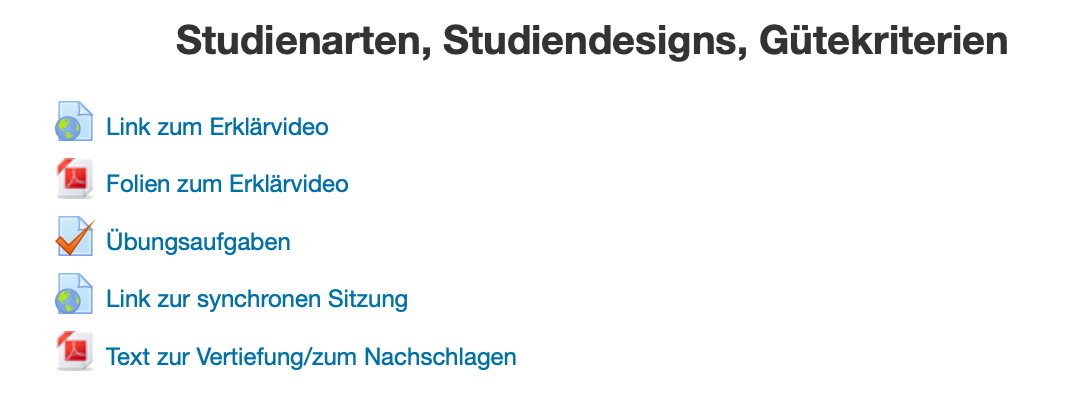 Studienarten, Studiendesigns, Gütekriterien
Link zum Erklärvideo
Folien zum Erklärvideo
Übungsaufgaben
Link zur synchronen Sitzung
Text zur Vertiefung/zum Nachschlagen